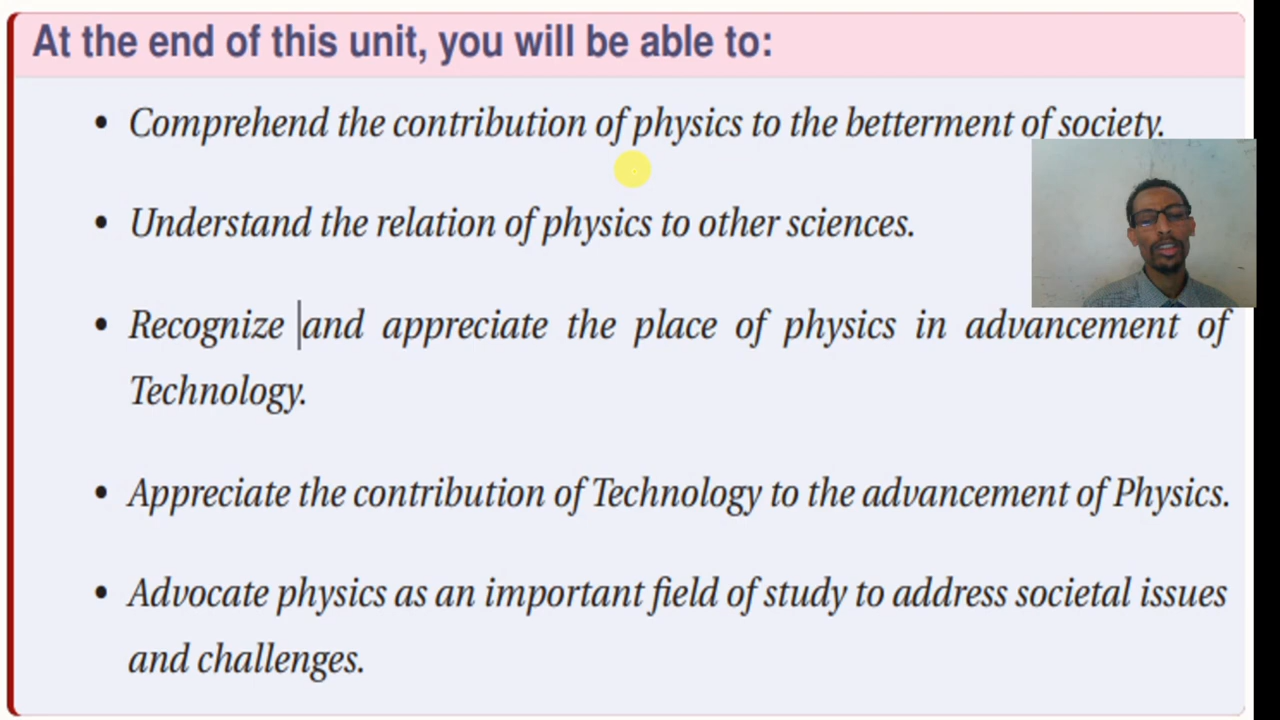 At the end of this unit, you will be able to:
• Comprehend the contribution of physics to the betterment of society.
• Understand the relation of physics to other sciences.
• Recognize and appreciate the place of physics in advancement of
Technology.
• Appreciate the contribution of Technology to the advancement of Physics.
• Advocate physics as an important field of study to address societal issues
and challenges.